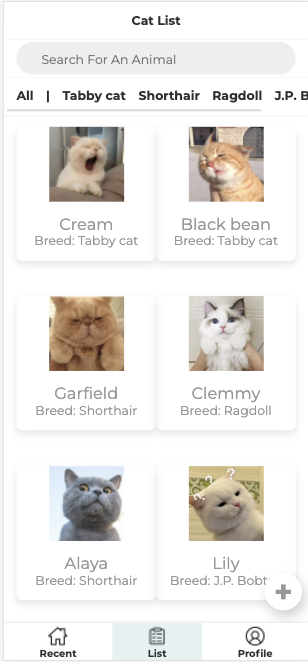 Cat List
Search For An Animal
All | Tabby cat Shorthair Ragdoll J.P. B
Cream Black bean
Breed: Tabby cat Breed: Tabby cat
Garfield Clemmy
Breed: Shorthair Breed: Ragdoll
? ?
Alaya Lily
Breed: Shorthair Breed: J.P. Bobt
+
Recent List Profile